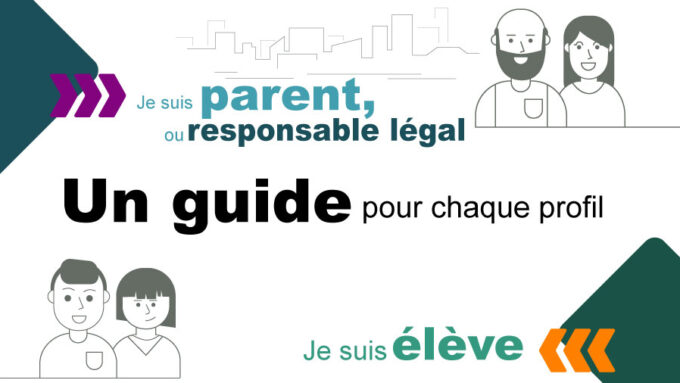 Je suis parent,
ou responsable légal
Un guide pour chaque profil
Je suis élève